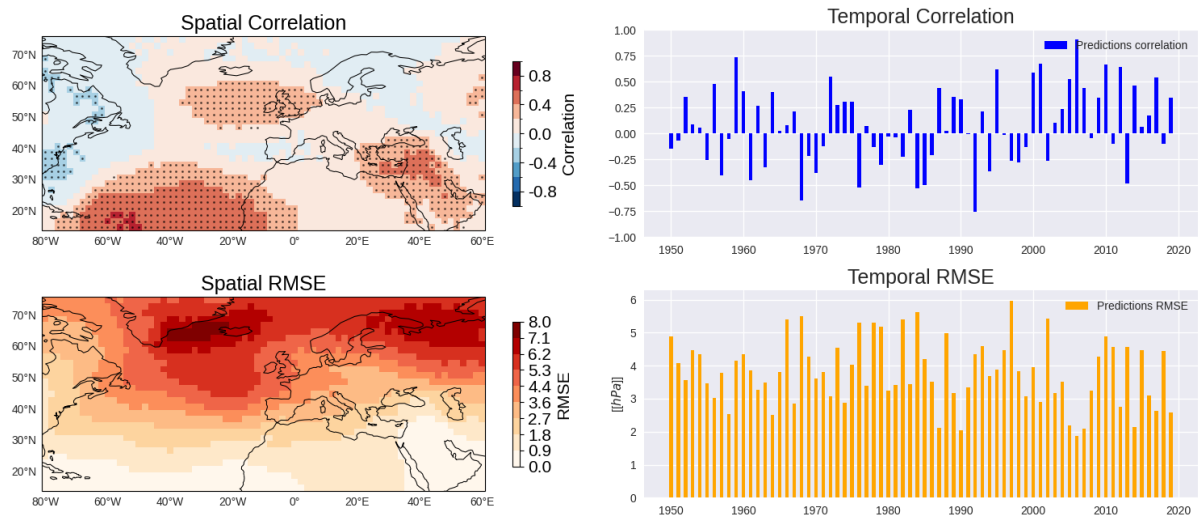 Spatial Correlation
70°N
60°N
50°N
40°N
30°N
20°N
80°W 60°W 40°W 20°W 0° 20°E 40°E 60°E
0.8
0.4
0.0
-0.4
-0.8
Correlation
Temporal Correlation
Predictions correlation
1.00
0.75
0.50
0.25
0.00
−0.25
−0.50
−0.75
−1.00
1950 1960 1970 1980 1990 2000 2010 2020
Spatial RMSE
70°N
60°N
50°N
40°N
30°N
20°N
80°W 60°W 40°W 20°W 0° 20°E 40°E 60°E
8.0
7.1
6.2
5.3
4.4
3.6
2.7
1.8
0.9
0.0
RMSE
Temporal RMSE
Predictions RMSE
[[hPa]]
6
5
4
3
2
1
0
1950 1960 1970 1980 1990 2000 2010 2020